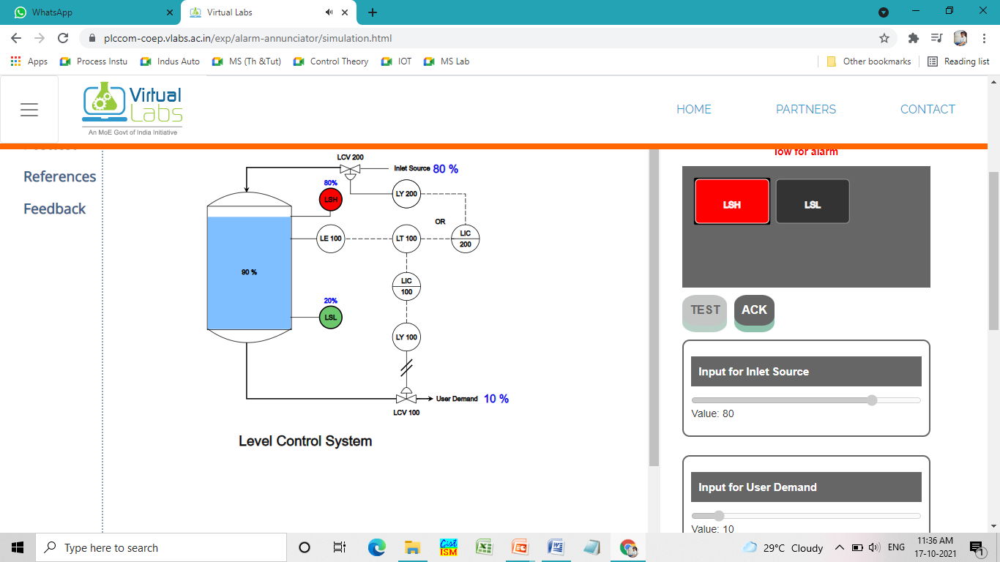 WhatsApp
Virtual Labs
plccom-coep.vlabs.ac.in/exp/alarm-annunciator/simulation.html
Apps
Process Instu
Indus Auto
MS (Th &Tut)
Control Theory
IOT
MS Lab
Other bookmarks
Reading list
Virtual
Labs
An MoE Govt of India Initiative
HOME
PARTNERS
CONTACT
References
Feedback
LCV 200
Inlet Source 80 %
80%
LSH
LY 200
OR
LE 100
LT 100
LIC
200
90 %
LIC
100
20%
LSL
LY 100
User Demand 10 %
LCV 100
Level Control System
low for alarm
LSH
LSL
TEST
ACK
Input for Inlet Source
Value: 80
Input for User Demand
Value: 10
Type here to search
Cist
ISM
29°C Cloudy
ENG
11:36 AM
17-10-2021
1